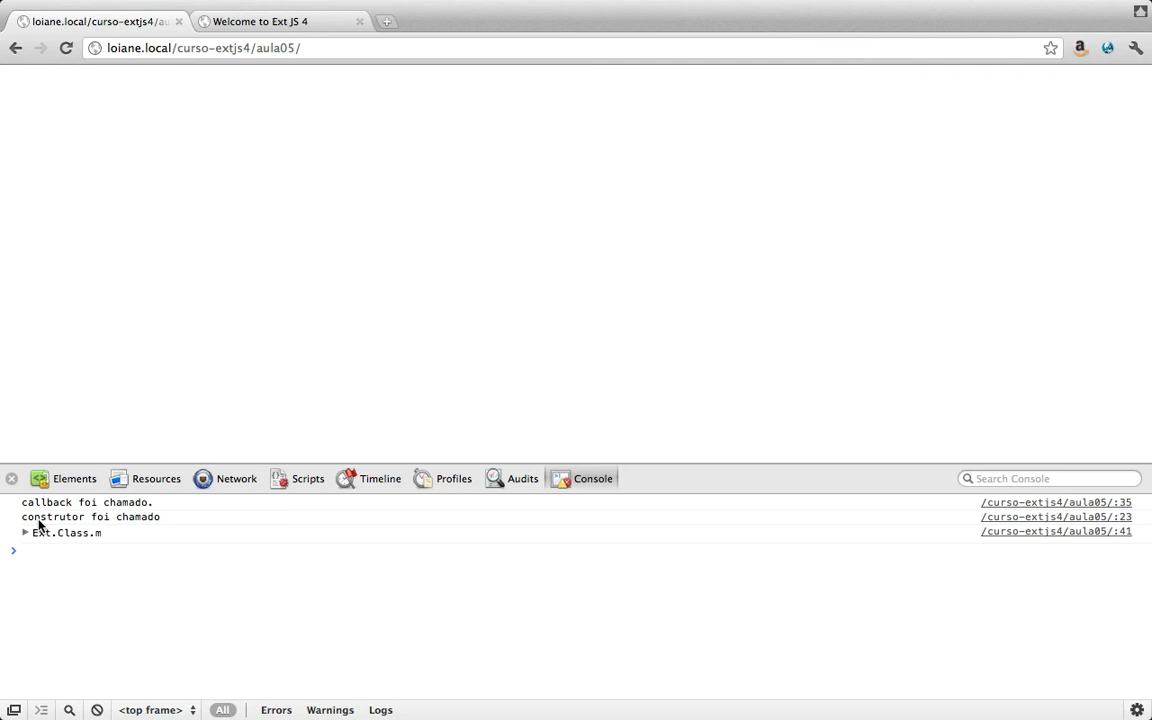 loiane.local/curso-extjs4/au
Welcome to Ext JS 4
loiane.local/curso-extjs4/aula05/
Elements Resources Network Scripts Timeline Profiles Audits Console Search Console
callback foi chamado. /curso-extjs4/aula05/:35
construtor foi chamado /curso-extjs4/aula05/:23
Ext.Class.m /curso-extjs4/aula05/:41
<top frame> All Errors Warnings Logs